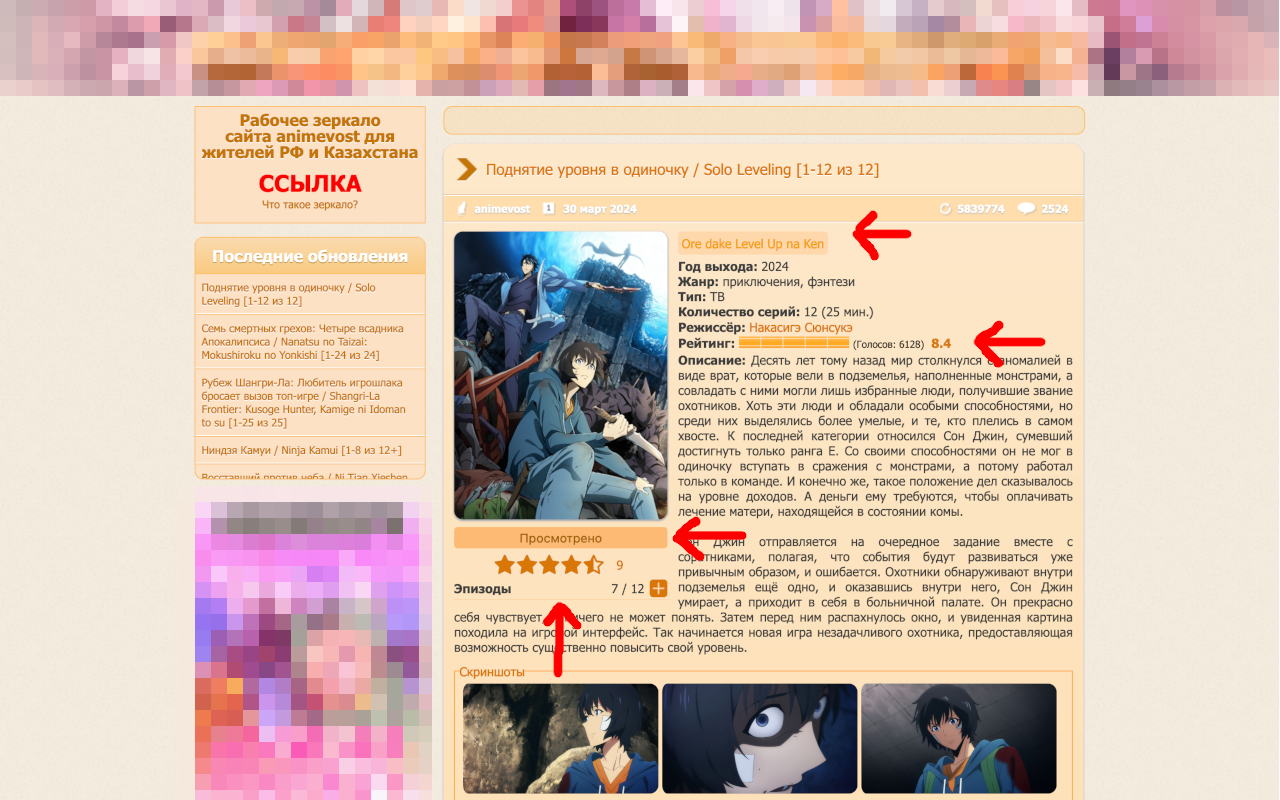 Рабочее зеркало
сайта animevost для
жителей РФ и Казахстана
ССЫЛКА
Что такое зеркало?
Последние обновления
Поднятие уровня в одиночку / Solo
Leveling [1-12 из 12]
Семь смертных грехов: Четыре всадника
Апокалипсиса / Nanatsu no Taizai:
Mokushiroku no Yonkishi [1-24 из 24]
Рубеж Шангри-Ла: Любитель игрошлака
бросает вызов топ-игре / Shangri-La
Frontier: Kusoge Hunter, Kamige ni Idoman
to su [1-25 из 25]
Ниндзя Камуи / Ninja Kamui [1-8 из 12+]
Восставший против неба / Ni Tian Xieshen
Поднятие уровня в одиночку / Solo Leveling [1-12 из 12]
animevost 1 30 март 2024 5839774 2524
Ore dake Level Up na Ken
Год выхода: 2024
Жанр: приключения, фэнтези
Тип: ТВ
Количество серий: 12 (25 мин.)
Режиссёр: Накасигэ Сюнсукэ
Рейтинг: (Голосов: 6128) 8.4
Описание: Десять лет тому назад мир столкнулся с аномалией в
виде врат, которые вели в подземелья, наполненные монстрами, а
совладать с ними могли лишь избранные люди, получившие звание
охотников. Хоть эти люди и обладали особыми способностями, но
среди них выделялись более умелые, и те, кто плелись в самом
хвосте. К последней категории относился Сон Джин, сумевший
достигнуть только ранга Е. Со своими способностями он не мог в
одиночку вступать в сражения с монстрами, а потому работал
только в команде. И конечно же, такое положение дел сказывалось
на уровне доходов. А деньги ему требуются, чтобы оплачивать
лечение матери, находящейся в состоянии комы.
Сон Джин отправляется на очередное задание вместе с
соратниками, полагая, что события будут развиваться уже
привычным образом, и ошибается. Охотники обнаруживают внутри
подземелья ещё одно, и оказавшись внутри него, Сон Джин
умирает, а приходит в себя в больничной палате. Он прекрасно
себя чувствует и ничего не может понять. Затем перед ним распахнулось окно, и увиденная картина
походила на игровой интерфейс. Так начинается новая игра незадачливого охотника, предоставляющая
возможность существенно повысить свой уровень.
Просмотрено
9
Эпизоды 7 / 12
Скриншоты